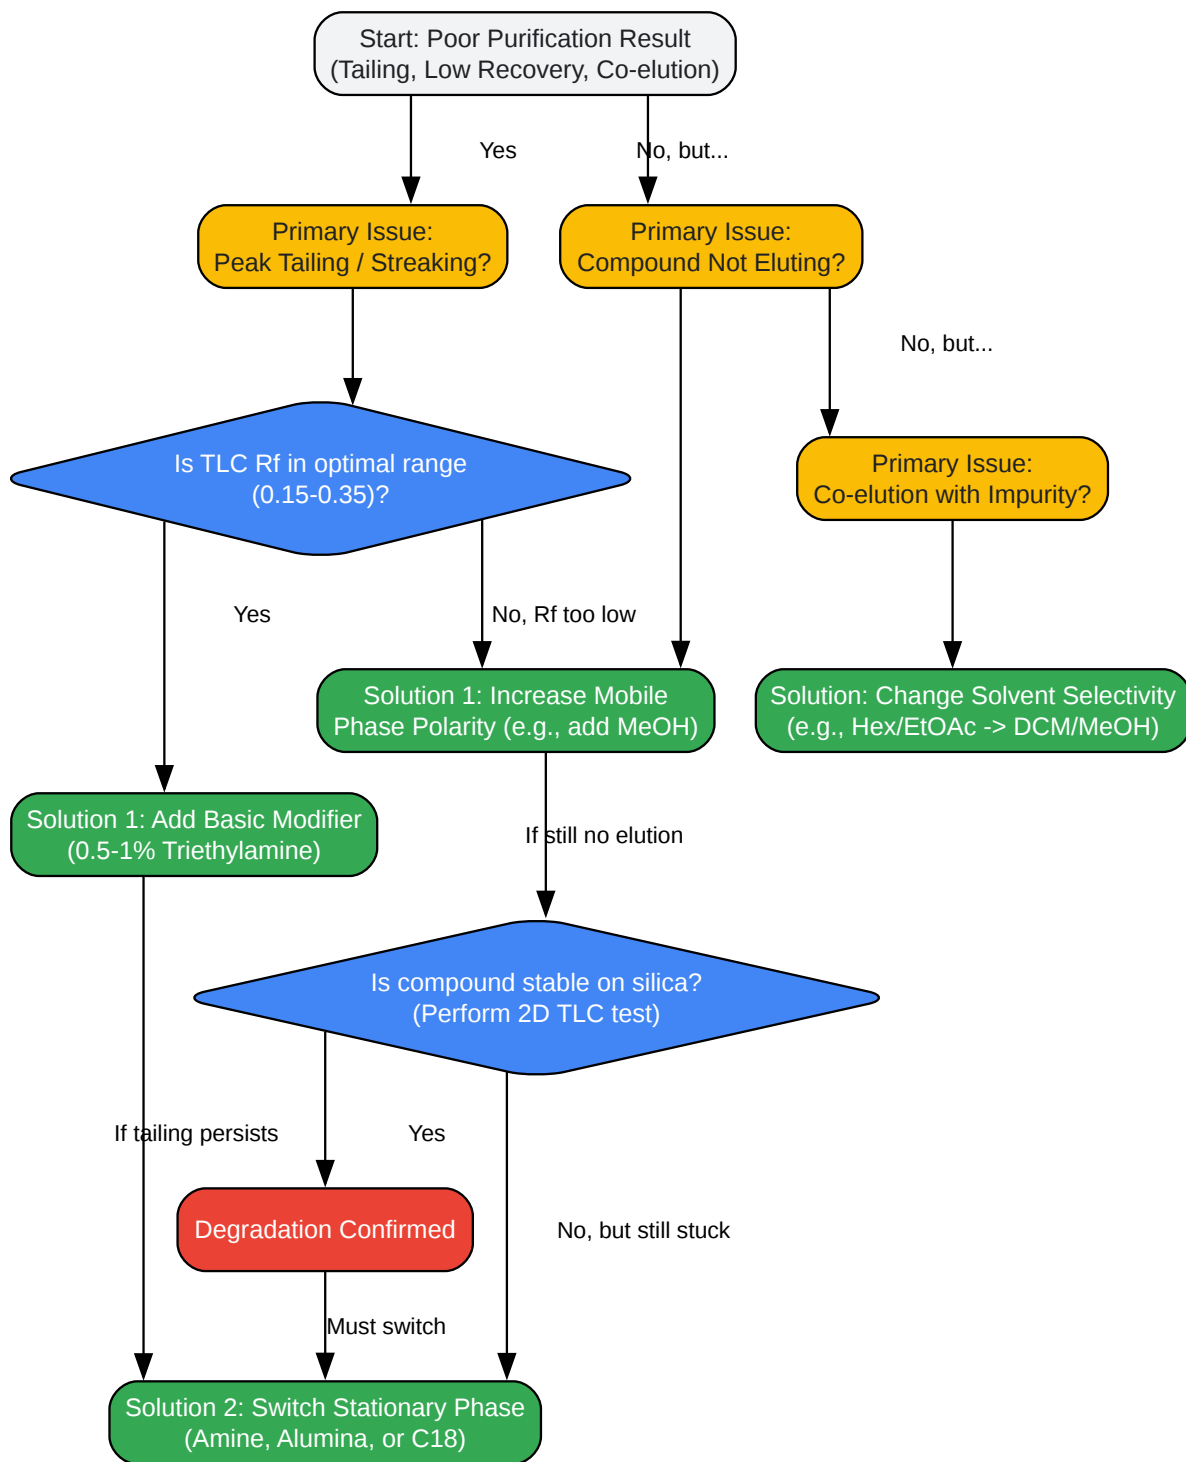 Start: Poor Purification Result
(Tailing, Low Recovery, Co-elution)
Yes
No, but...
Primary Issue:
Peak Tailing / Streaking?
Primary Issue:
Compound Not Eluting?
No, but...
Is TLC Rf in optimal range
(0.15-0.35)?
Primary Issue:
Co-elution with Impurity?
Yes
No, Rf too low
Solution 1: Increase Mobile
Phase Polarity (e.g., add MeOH)
Solution: Change Solvent Selectivity
(e.g., Hex/EtOAc -> DCM/MeOH)
Solution 1: Add Basic Modifier
(0.5-1% Triethylamine)
If still no elution
Is compound stable on silica?
(Perform 2D TLC test)
If tailing persists
Yes
Degradation Confirmed
No, but still stuck
Must switch
Solution 2: Switch Stationary Phase
(Amine, Alumina, or C18)